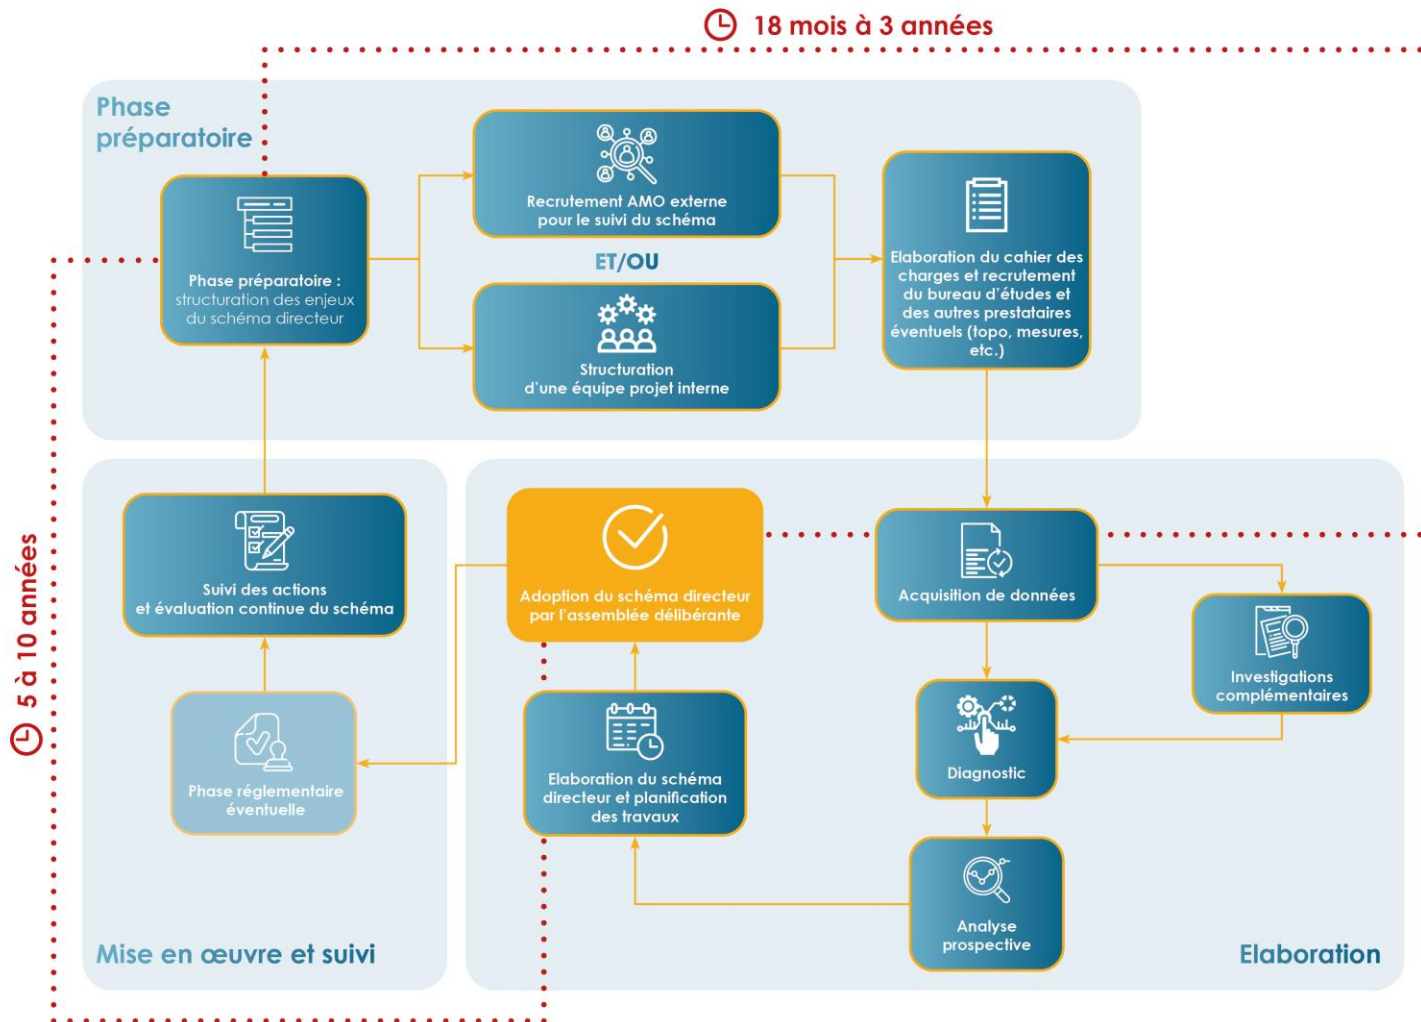 18 mois à 3 années
Phase
préparatoire
Phase préparatoire :
structuration des enjeux
du schéma directeur
Recrutement AMO externe
pour le suivi du schéma
ET/OU
Structuration
d'une équipe projet interne
Elaboration du cahier des
charges et recrutement
du bureau d'études et
des autres prestataires
éventuels (topo, mesures,
etc.)
5 à 10 années
Suivi des actions
et évaluation continue du schéma
Phase réglementaire
éventuelle
Mise en œuvre et suivi
Adoption du schéma directeur
par l'assemblée délibérante
Elaboration du schéma
directeur et planification
des travaux
Acquisition de données
Investigations
complémentaires
Diagnostic
Analyse
prospective
Elaboration